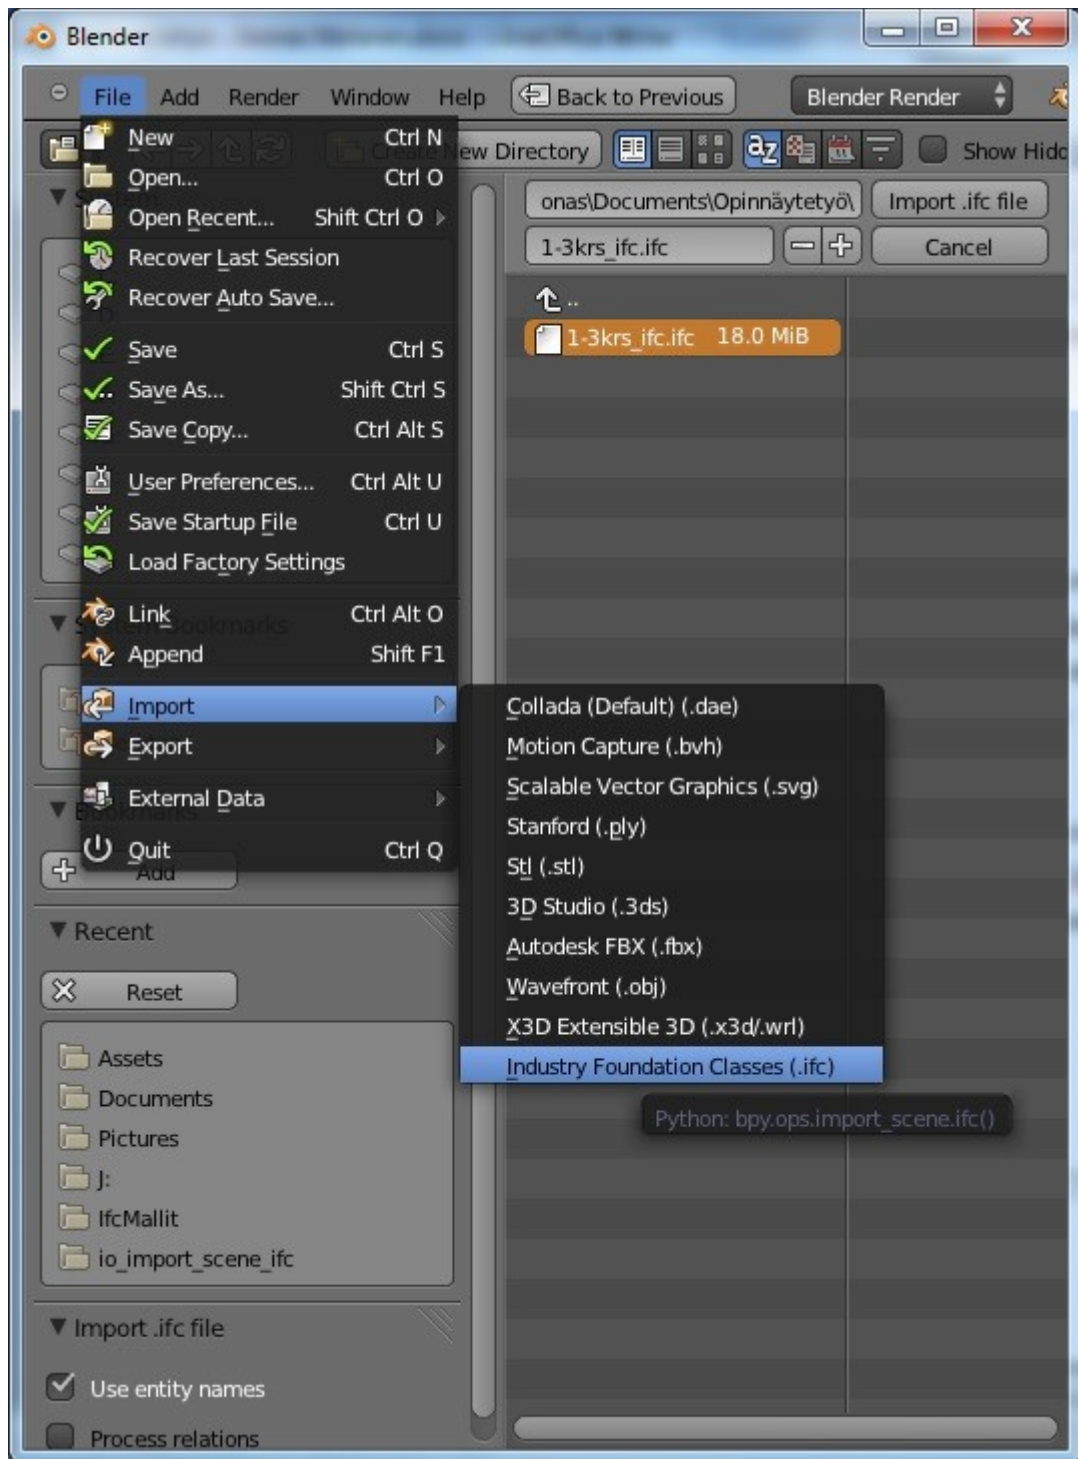 Blender
File Add Render Window Help Back to Previous Blender Render
New Ctrl N
Create New Directory Show Hidd
Open... Ctrl O
onas\Documents\Opinnäytetyö\ Import .ifc file
Open Recent... Shift Ctrl O
1-3krs_ifc.ifc Cancel
Recover Last Session
Recover Auto Save...
..
1-3krs_ifc.ifc 18.0 MiB
Save Ctrl S
Save As... Shift Ctrl S
Save Copy... Ctrl Alt S
User Preferences... Ctrl Alt U
Save Startup File Ctrl U
Load Factory Settings
Link Ctrl Alt O
System Bookmarks
Append Shift F1
Import
Export
External Data
Bookmarks
Quit Ctrl Q
Add
Collada (Default) (.dae)
Motion Capture (.bvh)
Scalable Vector Graphics (.svg)
Stanford (.ply)
Stl (.stl)
3D Studio (.3ds)
Autodesk FBX (.fbx)
Wavefront (.obj)
X3D Extensible 3D (.x3d/.wrl)
Industry Foundation Classes (.ifc)
Python: bpy.ops.import_scene.ifc()
Recent
Reset
Assets
Documents
Pictures
J:
IfcMallit
io_import_scene_ifc
Import .ifc file
Use entity names
Process relations